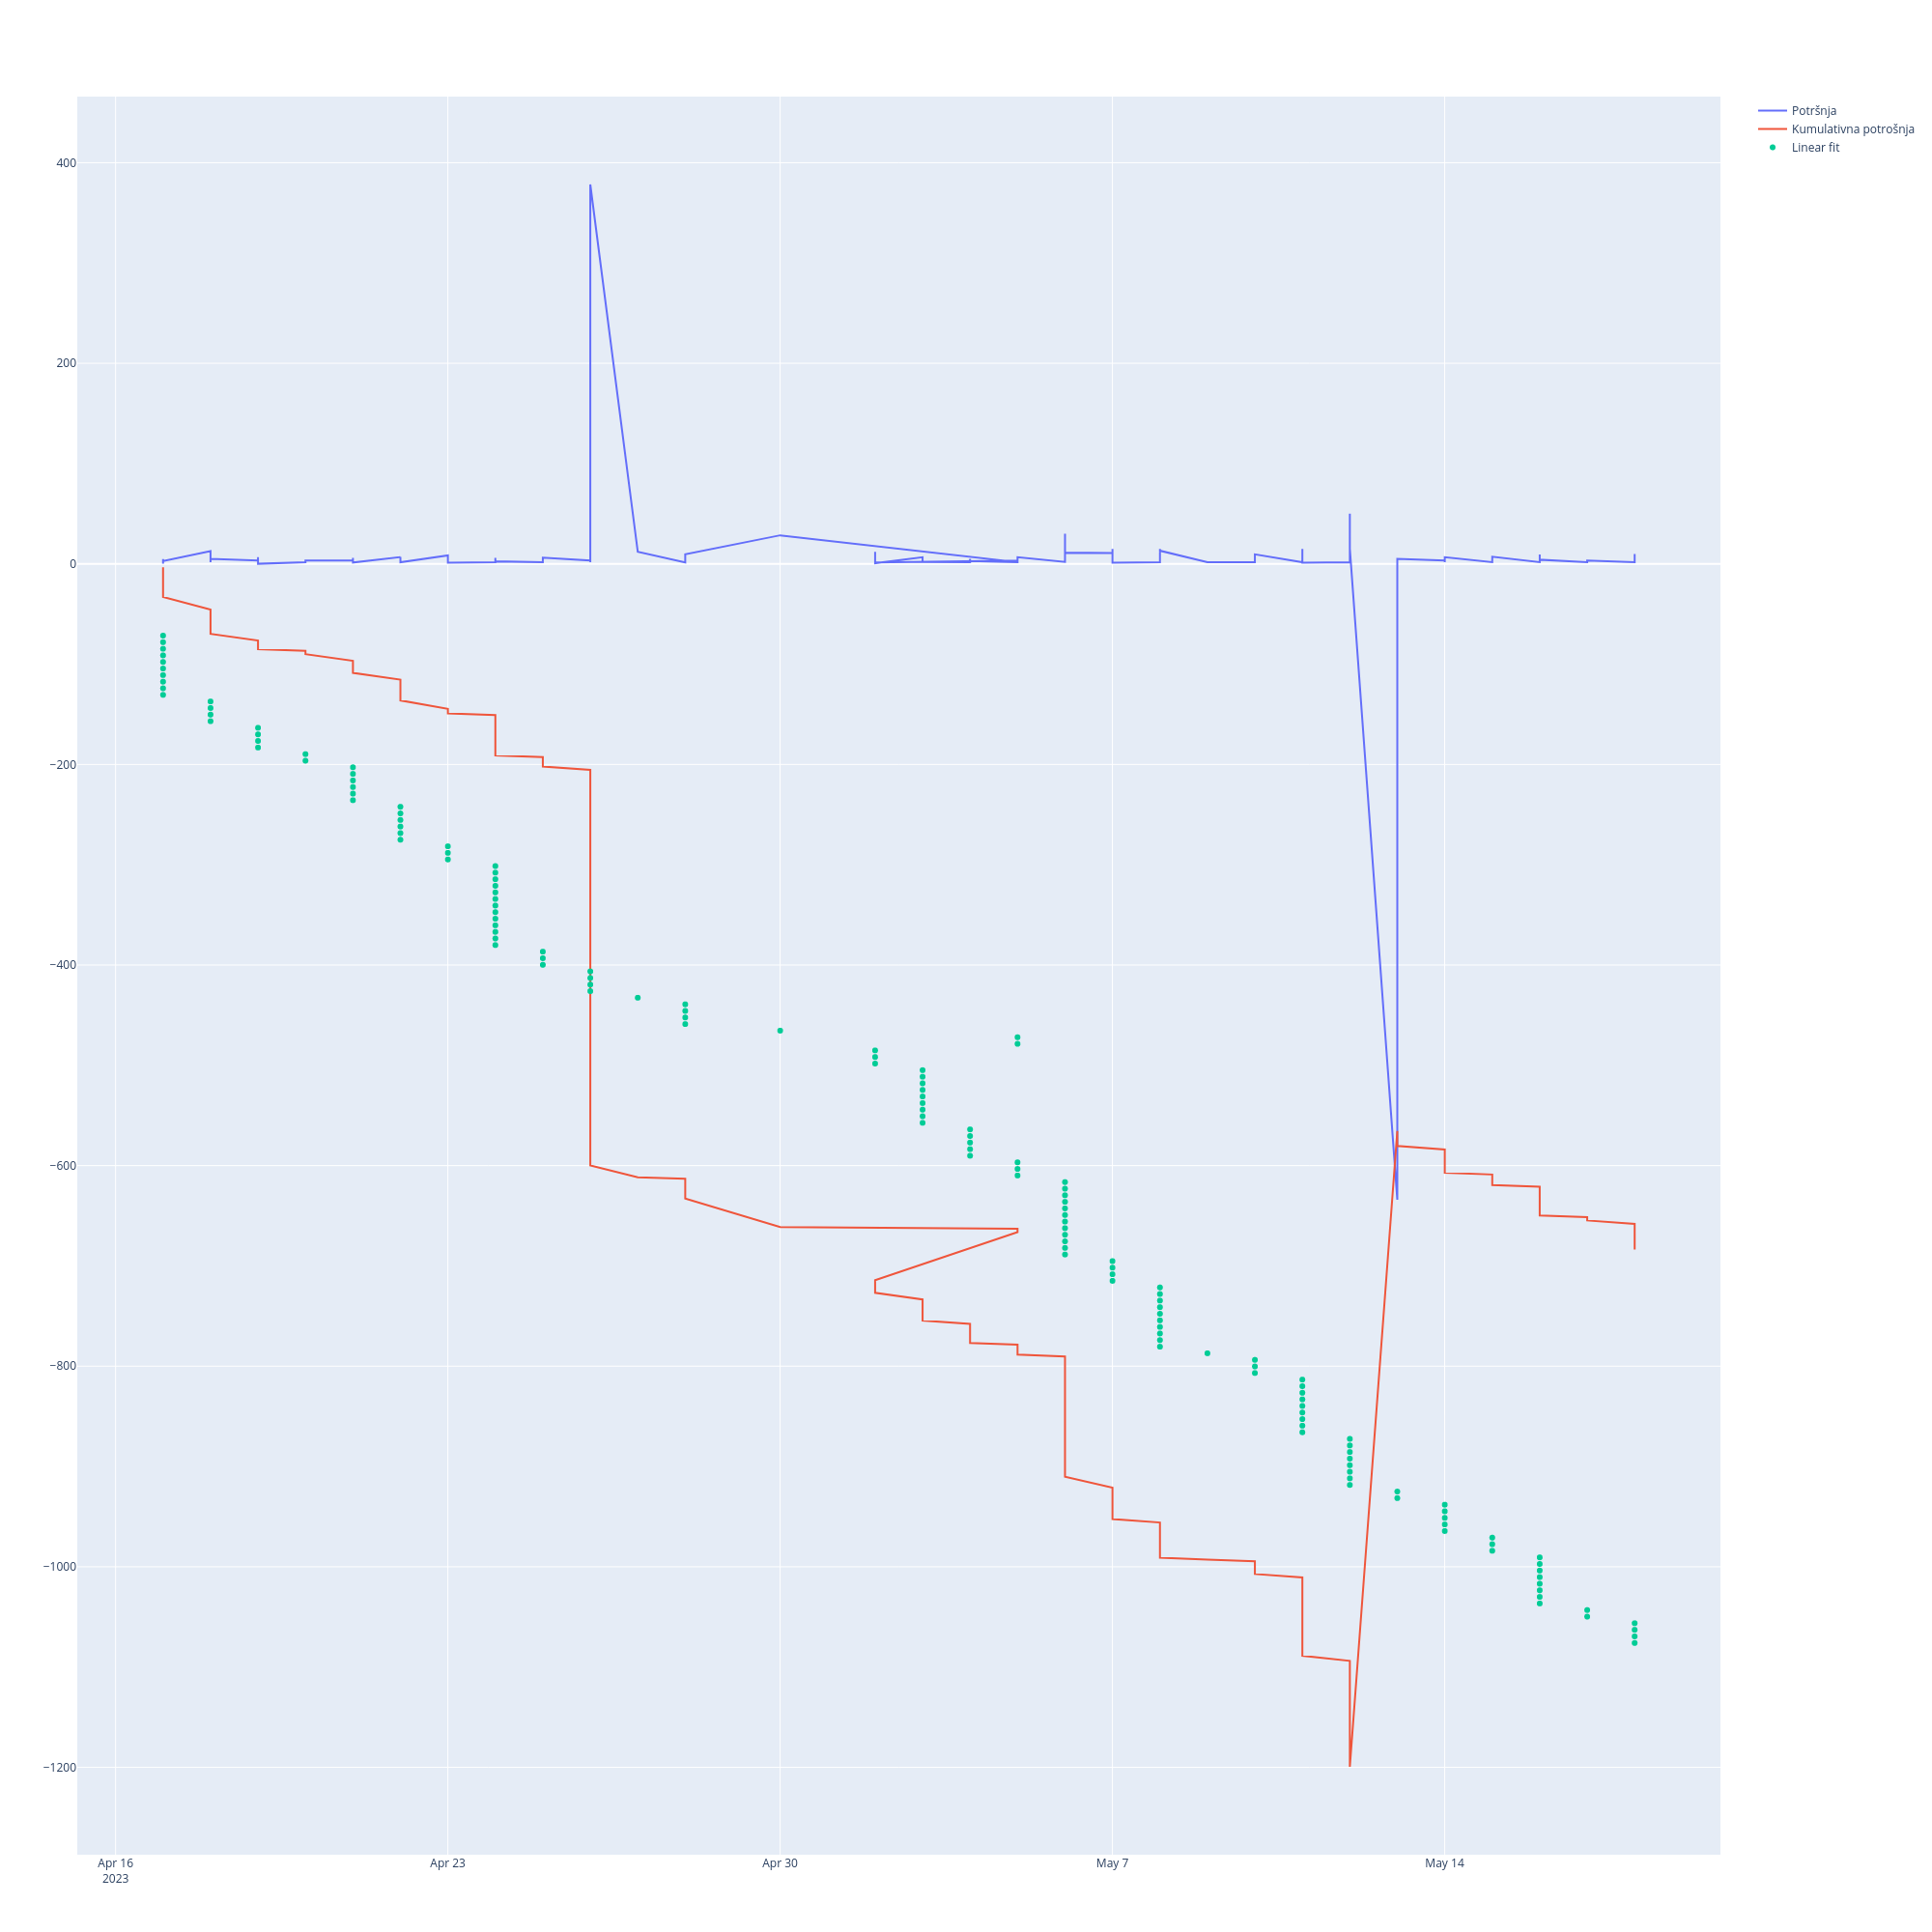 Potršnja
Kumulativna potrošnja
Linear fit
400
200
0
−200
−400
−600
−800
−1000
−1200
Apr 16
2023
Apr 23
Apr 30
May 7
May 14